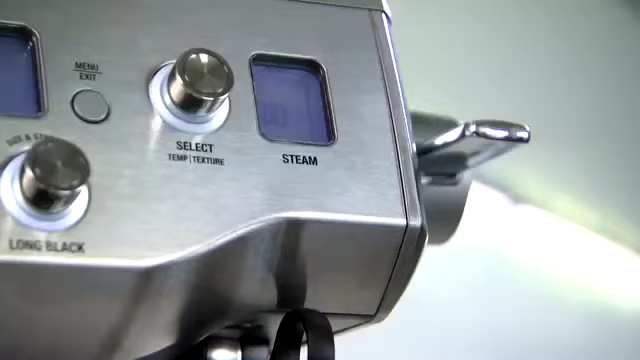 MENU
EXIT
SELECT
TEMP|TEXTURE
STEAM
LONG BLACK